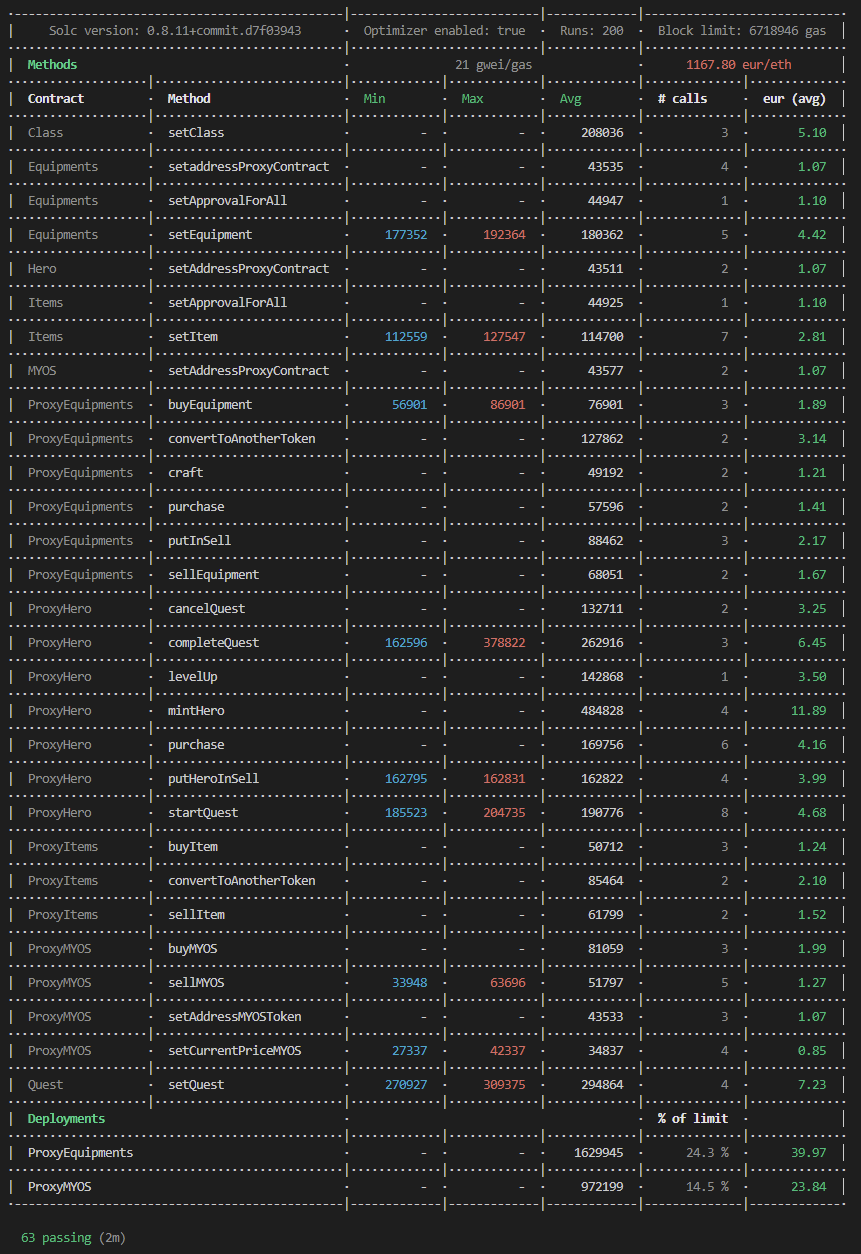 Solc version: 0.8.11+commit.d7f03943 · Optimizer enabled: true · Runs: 200 · Block limit: 6718946 gas
Methods · 21 gwei/gas · 1167.80 eur/eth
Contract · Method · Min · Max · Avg · # calls · eur (avg)
Class · setClass · - · - · 208036 · 3 · 5.10
Equipments · setaddressProxyContract · - · - · 43535 · 4 · 1.07
Equipments · setApprovalForAll · - · - · 44947 · 1 · 1.10
Equipments · setEquipment · 177352 · 192364 · 180362 · 5 · 4.42
Hero · setAddressProxyContract · - · - · 43511 · 2 · 1.07
Items · setApprovalForAll · - · - · 44925 · 1 · 1.10
Items · setItem · 112559 · 127547 · 114700 · 7 · 2.81
MYOS · setAddressProxyContract · - · - · 43577 · 2 · 1.07
ProxyEquipments · buyEquipment · 56901 · 86901 · 76901 · 3 · 1.89
ProxyEquipments · convertToAnotherToken · - · - · 127862 · 2 · 3.14
ProxyEquipments · craft · - · - · 49192 · 2 · 1.21
ProxyEquipments · purchase · - · - · 57596 · 2 · 1.41
ProxyEquipments · putInSell · - · - · 88462 · 3 · 2.17
ProxyEquipments · sellEquipment · - · - · 68051 · 2 · 1.67
ProxyHero · cancelQuest · - · - · 132711 · 2 · 3.25
ProxyHero · completeQuest · 162596 · 378822 · 262916 · 3 · 6.45
ProxyHero · levelUp · - · - · 142868 · 1 · 3.50
ProxyHero · mintHero · - · - · 484828 · 4 · 11.89
ProxyHero · purchase · - · - · 169756 · 6 · 4.16
ProxyHero · putHeroInSell · 162795 · 162831 · 162822 · 4 · 3.99
ProxyHero · startQuest · 185523 · 204735 · 190776 · 8 · 4.68
ProxyItems · buyItem · - · - · 50712 · 3 · 1.24
ProxyItems · convertToAnotherToken · - · - · 85464 · 2 · 2.10
ProxyItems · sellItem · - · - · 61799 · 2 · 1.52
ProxyMYOS · buyMYOS · - · - · 81059 · 3 · 1.99
ProxyMYOS · sellMYOS · 33948 · 63696 · 51797 · 5 · 1.27
ProxyMYOS · setAddressMYOSToken · - · - · 43533 · 3 · 1.07
ProxyMYOS · setCurrentPriceMYOS · 27337 · 42337 · 34837 · 4 · 0.85
Quest · setQuest · 270927 · 309375 · 294864 · 4 · 7.23
Deployments · · % of limit ·
ProxyEquipments · - · - · 1629945 · 24.3 % · 39.97
ProxyMYOS · - · - · 972199 · 14.5 % · 23.84
63 passing (2m)